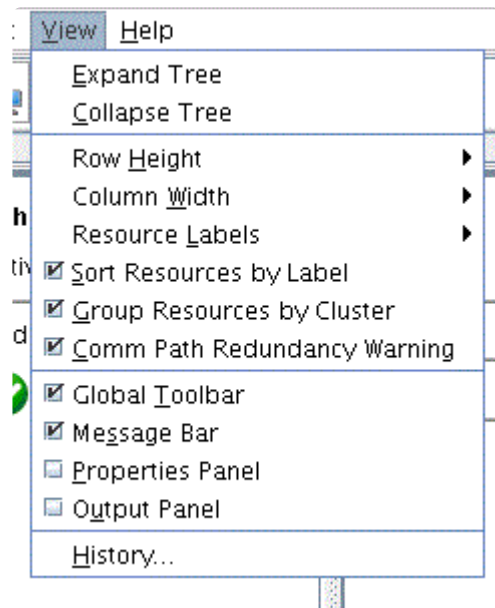 View Help
Expand Tree
Collapse Tree
Row Height
Column Width
Resource Labels
Sort Resources by Label
Group Resources by Cluster
Comm Path Redundancy Warning
Global Toolbar
Message Bar
Properties Panel
Output Panel
History...